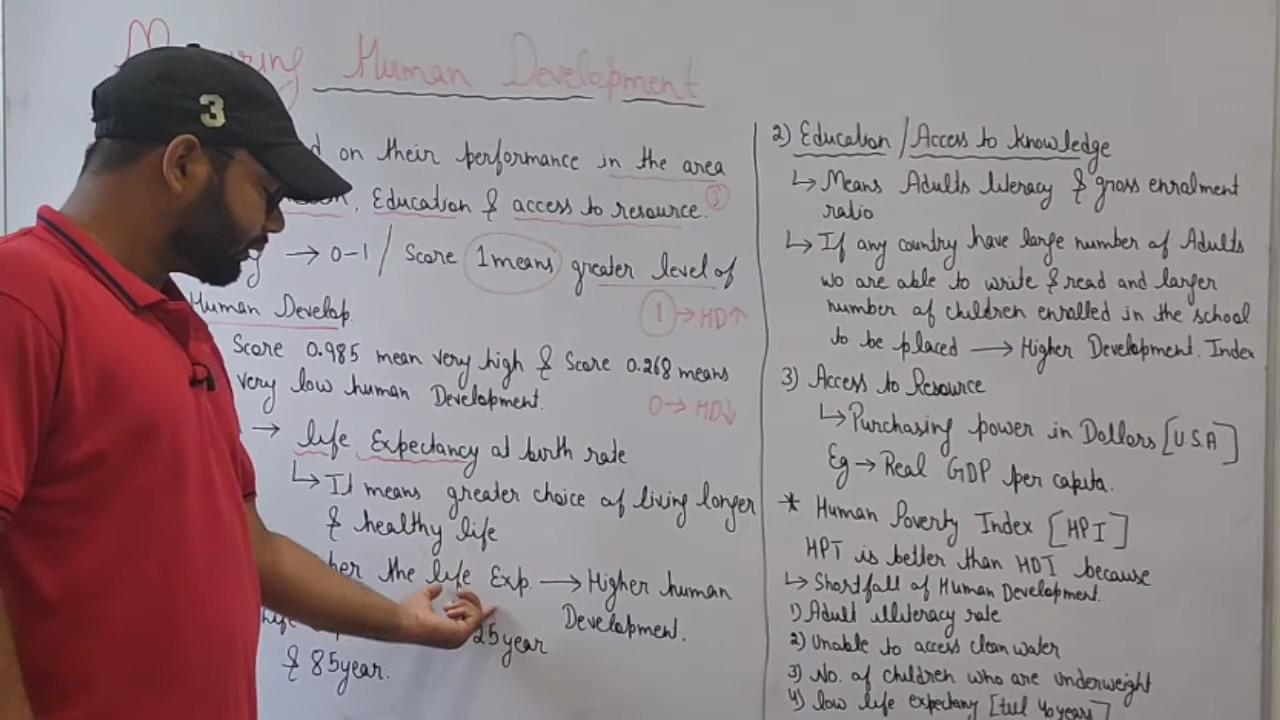 Human Development
on their performance in the area
, Education & access to resource. 3
→ 0-1 / Score 1 means greater level of
Human Develop.
1 → HD↑
Score 0.985 mean very high & Score 0.268 means
very low human Development.
0 → HD↓
→ life Expectancy at birth rate
↳ It means greater choice of living longer
& healthy life
the life Exp. → Higher human
Development.
25 year
& 85 year.
2) Education / Access to knowledge
↳ Means Adults literacy & gross enrolment
ratio
↳ If any country have large number of Adults
wo are able to write & read and larger
number of children enrolled in the school
to be placed → Higher Development. Index
3) Access to Resource
↳ Purchasing power in Dollars [U.S.A]
Eg → Real GDP per capita.
* Human Poverty Index [HPI]
HPI is better than HDI because
↳ Shortfall of Human Development.
1) Adult illiteracy rate
2) Unable to access clean water
3) No. of children who are underweight
4) low life expectany [till 40 years]
3